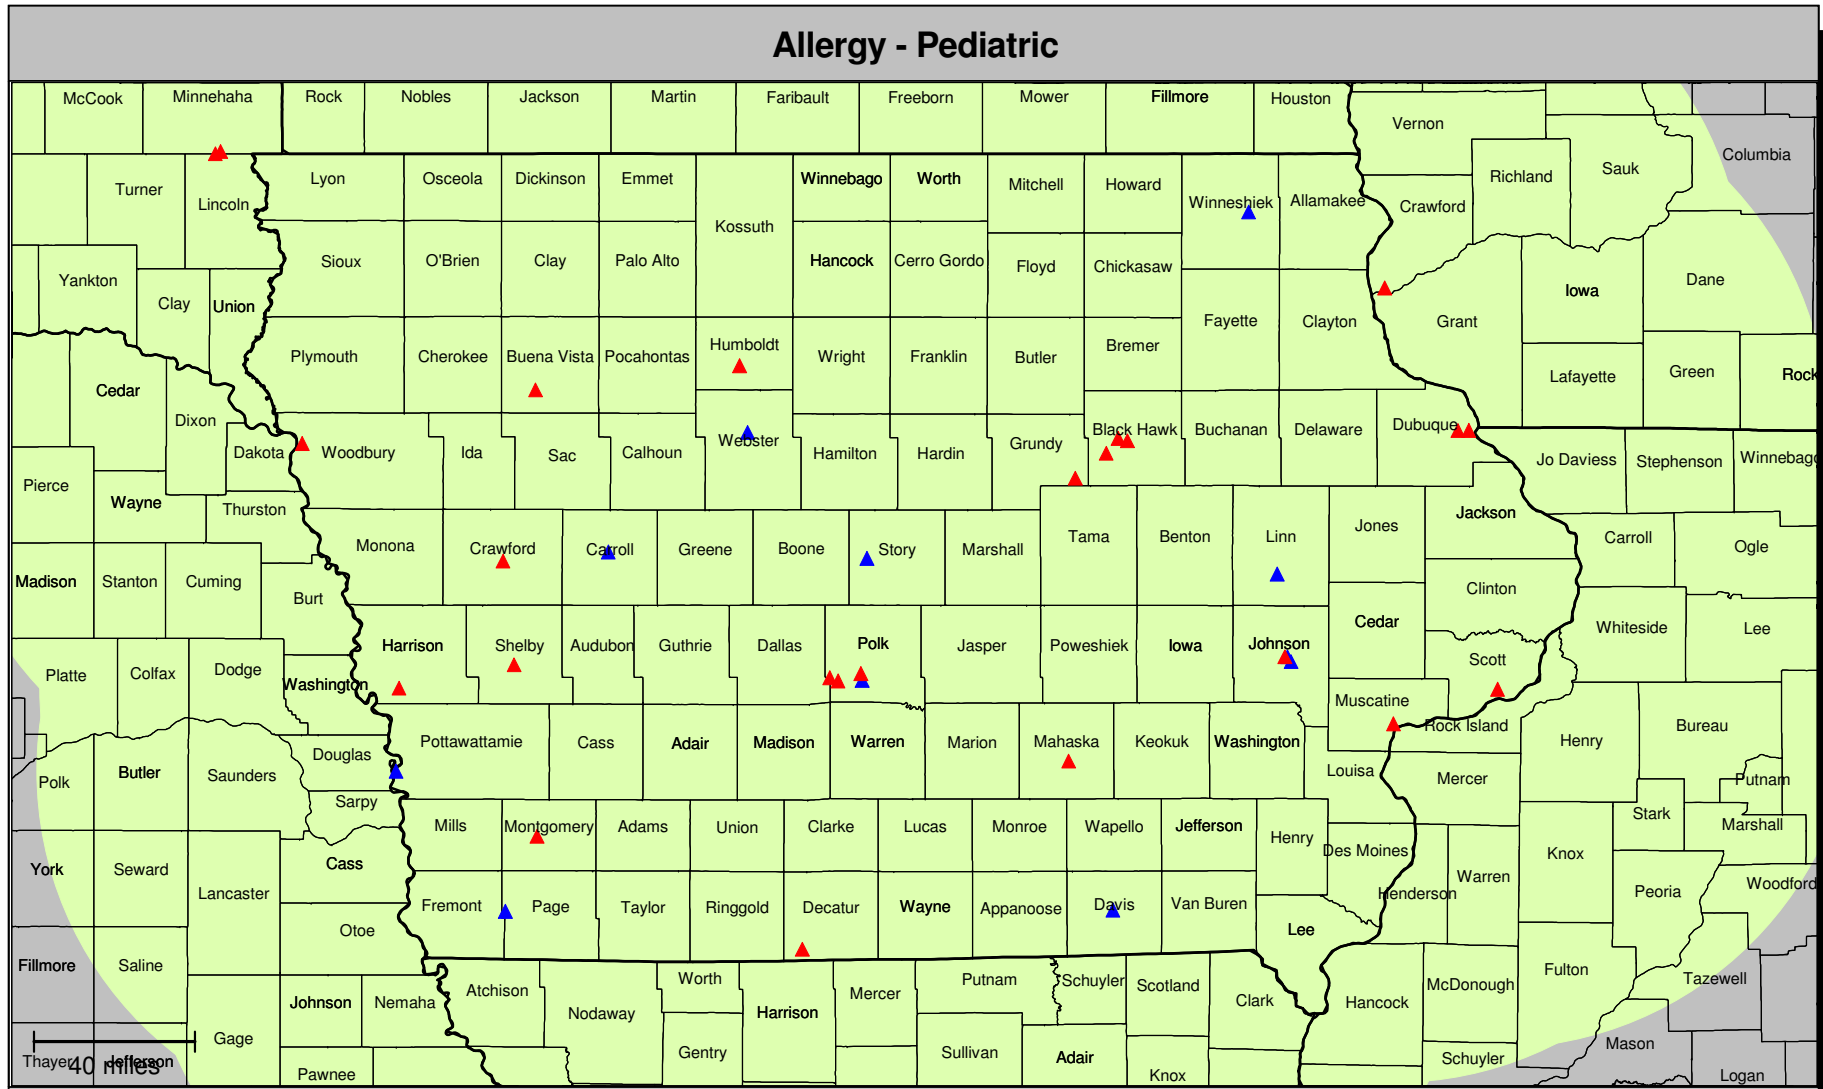 Allergy - Pediatric
McCook Minnehaha Rock Nobles Jackson Martin Faribault Freeborn Mower Fillmore Houston
Vernon
Columbia
Turner Lincoln Lyon Osceola Dickinson Emmet Kossuth Winnebago Worth Mitchell Howard Winneshiek Allamakee Crawford Richland Sauk
Yankton Clay Union Sioux O'Brien Clay Palo Alto Hancock Cerro Gordo Floyd Chickasaw Iowa Dane
Fayette Clayton Grant
Cedar Plymouth Cherokee Buena Vista Pocahontas Humboldt Wright Franklin Butler Bremer Lafayette Green Rock
Dixon Dakota Woodbury Ida Sac Calhoun Webster Hamilton Hardin Grundy Black Hawk Buchanan Delaware Dubuque Jo Daviess Stephenson Winnebago
Pierce Wayne Thurston
Monona Crawford Carroll Greene Boone Story Marshall Tama Benton Linn Jones Jackson Carroll Ogle
Madison Stanton Cuming Burt Clinton
Harrison Shelby Audubon Guthrie Dallas Polk Jasper Poweshiek Iowa Johnson Cedar Scott Whiteside Lee
Platte Colfax Dodge Washington Muscatine Rock Island
Pottawattamie Cass Adair Madison Warren Marion Mahaska Keokuk Washington Louisa Henry Bureau
Polk Butler Saunders Douglas Sarpy Mercer Putnam
Mills Montgomery Adams Union Clarke Lucas Monroe Wapello Jefferson Henry Des Moines Stark Marshall
York Seward Lancaster Cass Henderson Warren Knox Peoria Woodford
Fremont Page Taylor Ringgold Decatur Wayne Appanoose Davis Van Buren Lee
Otoe
Fillmore Saline Johnson Nemaha Atchison Nodaway Worth Harrison Mercer Putnam Schuyler Scotland Clark Hancock McDonough Fulton Tazewell
Gage Gentry Sullivan Adair Schuyler Mason
Thayer Jefferson Pawnee Knox Logan
40 miles